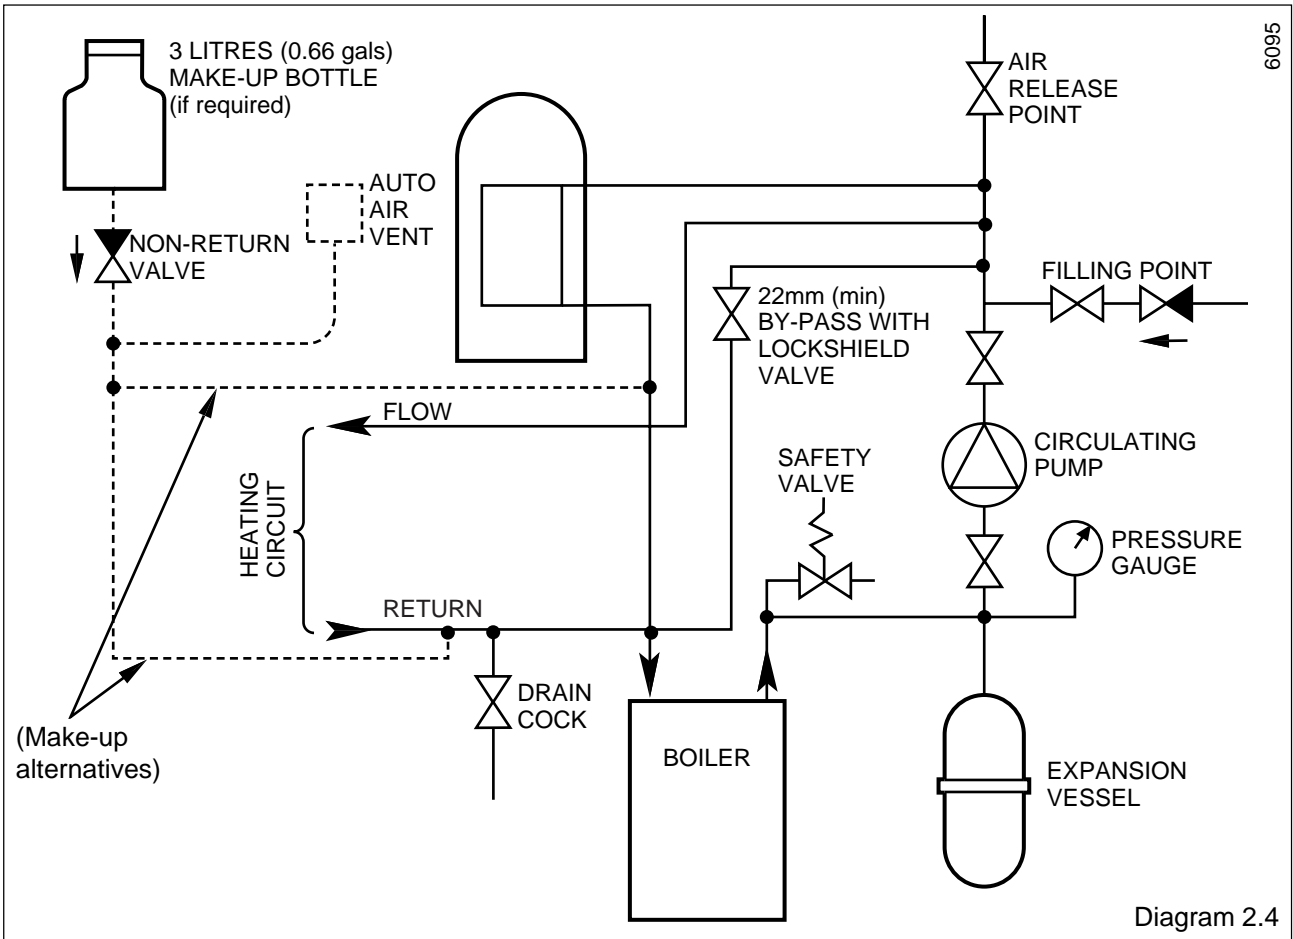 3 LITRES (0.66 gals)
MAKE-UP BOTTLE
(if required)
AIR
RELEASE
POINT
6095
AUTO
AIR
VENT
NON-RETURN
VALVE
FILLING POINT
22mm (min)
BY-PASS WITH
LOCKSHIELD
VALVE
FLOW
CIRCULATING
PUMP
SAFETY
VALVE
HEATING
CIRCUIT
PRESSURE
GAUGE
RETURN
DRAIN
COCK
(Make-up
alternatives)
BOILER
EXPANSION
VESSEL
Diagram 2.4